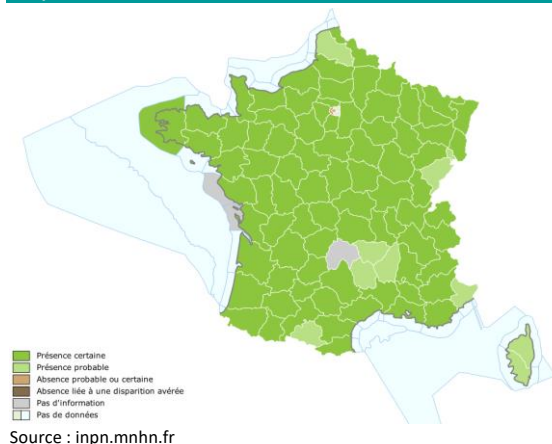 Présence certaine
Présence probable
Absence probable ou certaine
Absence liée à une disparition avérée
Pas d'information
Pas de données
Source : inpn.mnhn.fr